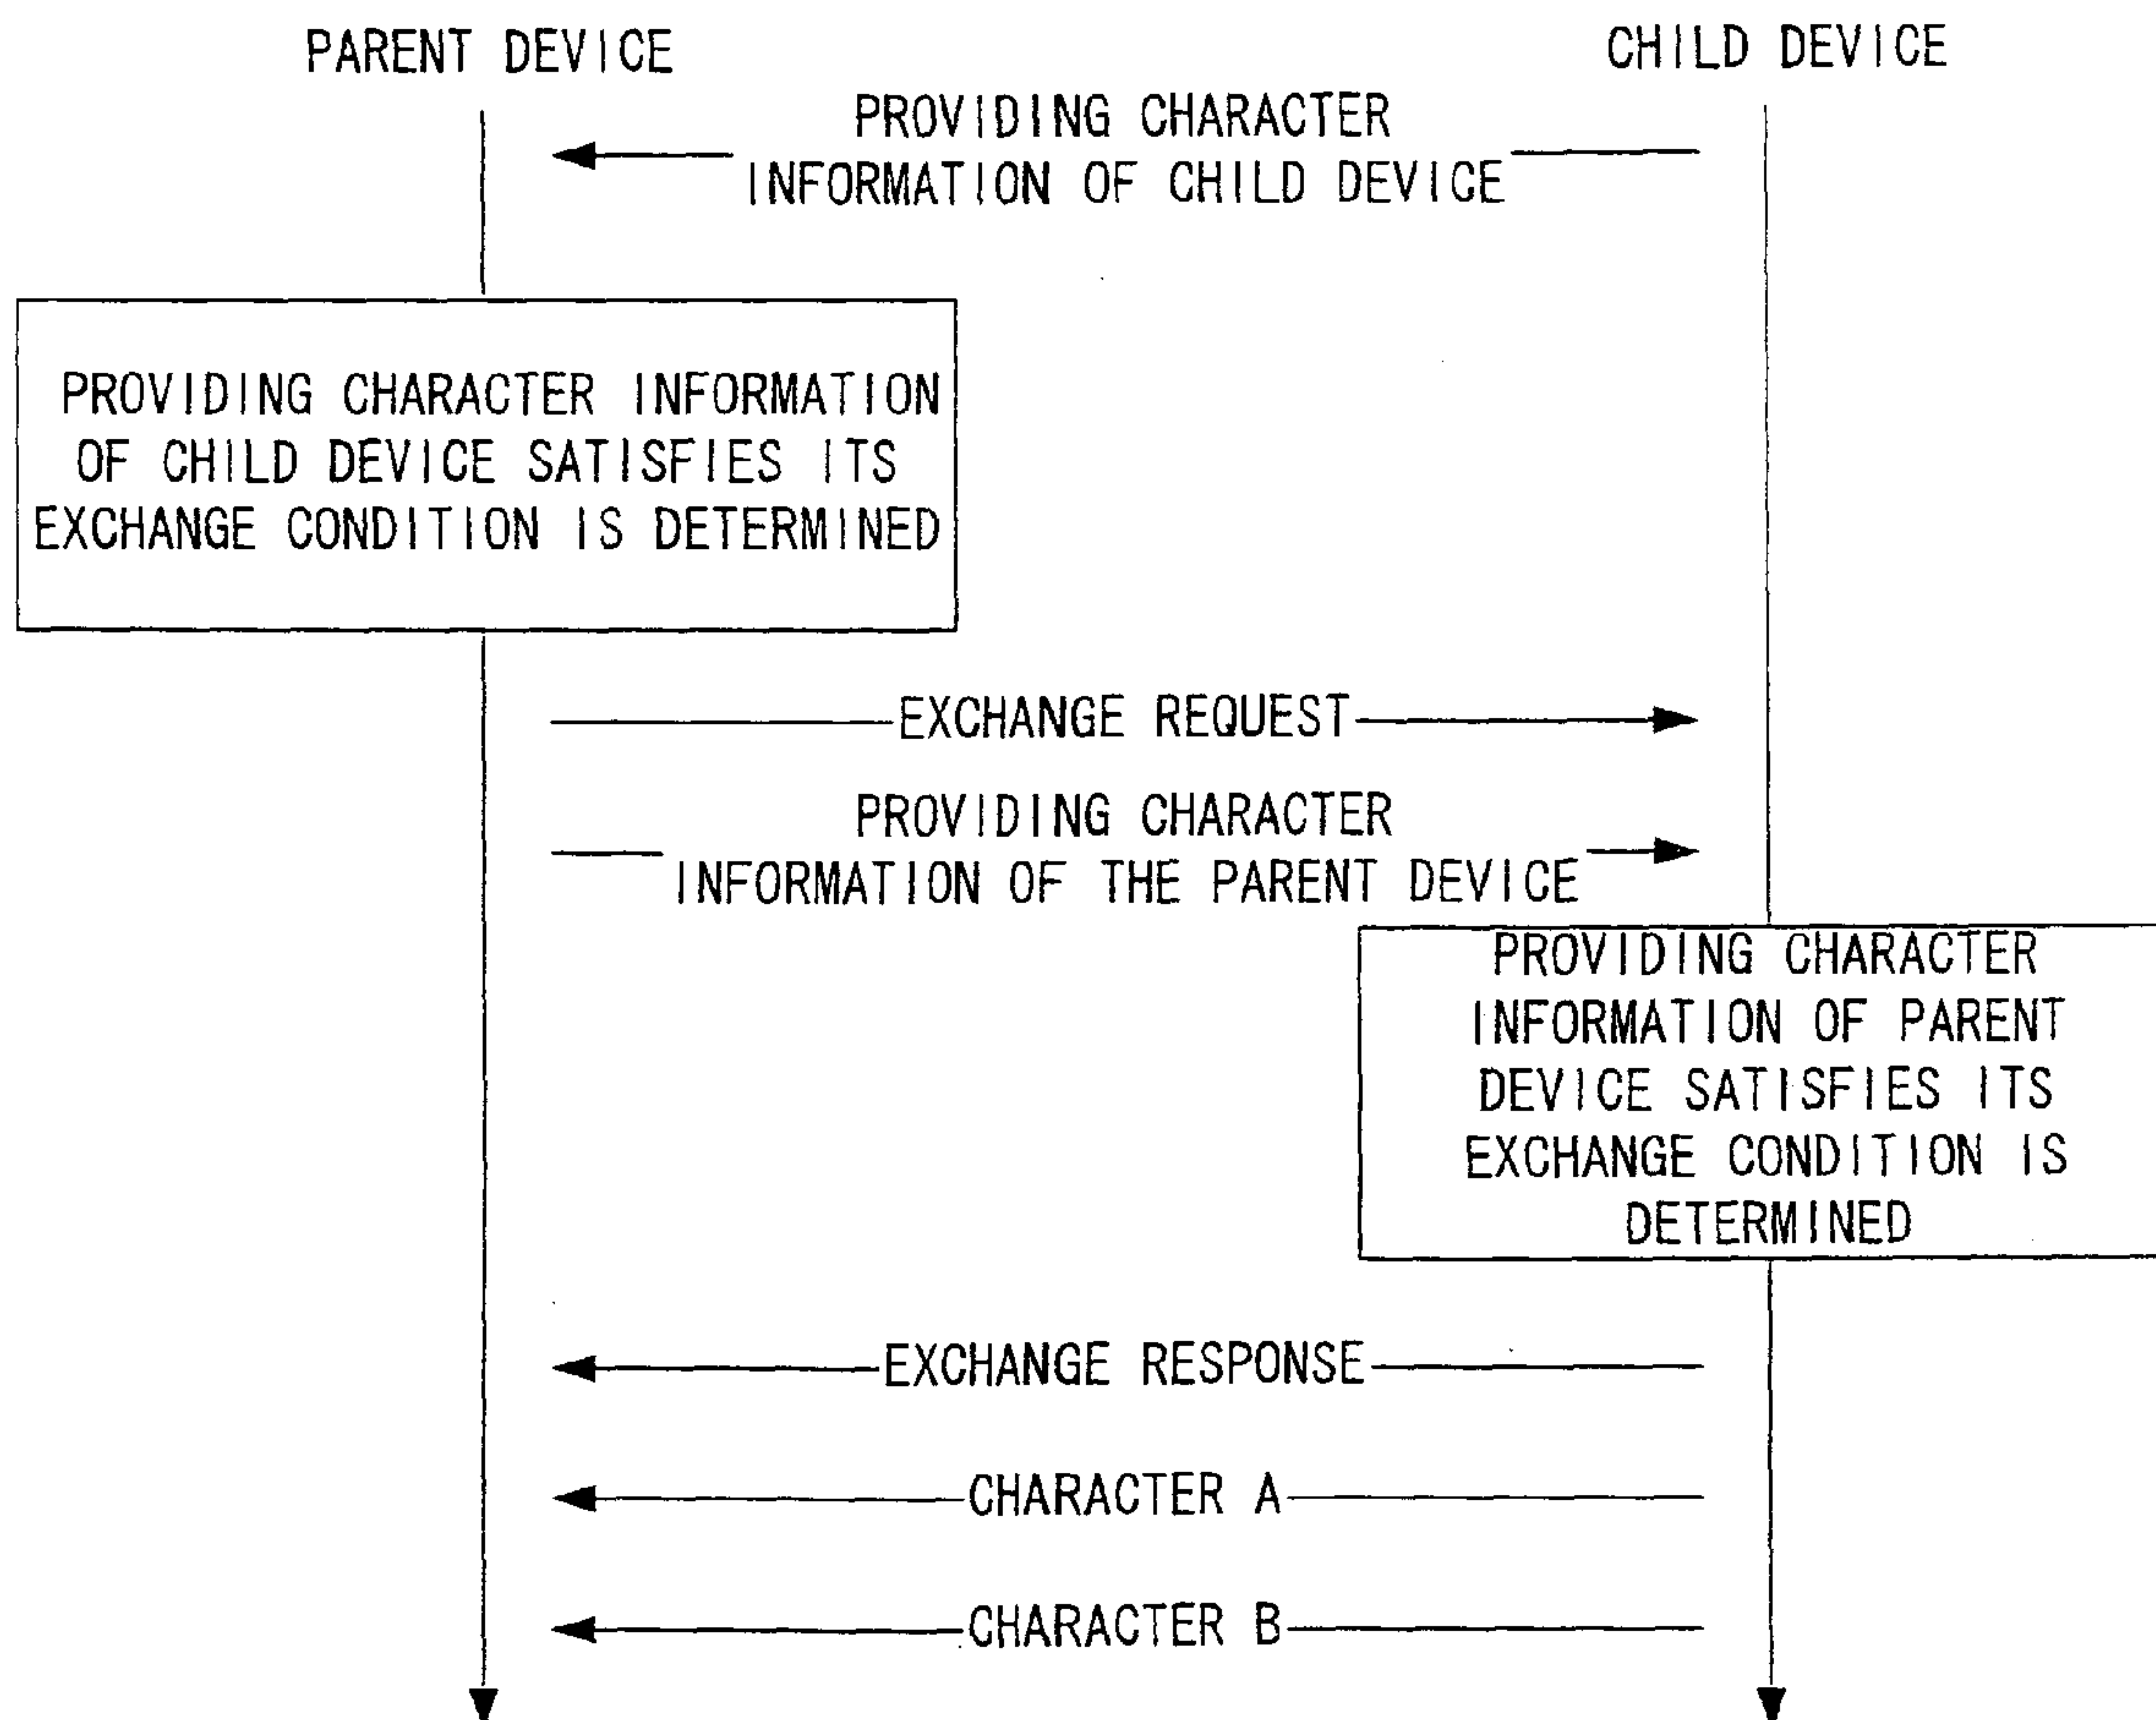 PARENT DEVICE
CHILD DEVICE
PROVIDING CHARACTER
INFORMATION OF CHILD DEVICE
PROVIDING CHARACTER INFORMATION
OF CHILD DEVICE SATISFIES ITS
EXCHANGE CONDITION IS DETERMINED
EXCHANGE REQUEST
PROVIDING CHARACTER
INFORMATION OF THE PARENT DEVICE
PROVIDING CHARACTER
INFORMATION OF PARENT
DEVICE SATISFIES ITS
EXCHANGE CONDITION IS
DETERMINED
EXCHANGE RESPONSE
CHARACTER A
CHARACTER B